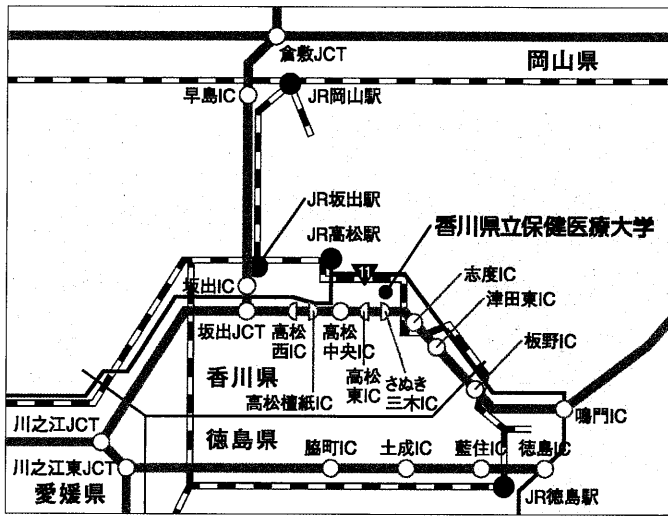 倉敷JCT
岡山県
早島IC
JR岡山駅
JR坂出駅
JR高松駅
香川県立保健医療大学
11
志度IC
坂出IC
津田東IC
坂出JCT
高松
西IC
高松
中央IC
板野IC
香川県
高松
東IC
さぬき
三木IC
高松檀紙IC
鳴門IC
川之江JCT
徳島県
脇町IC
土成IC
藍住IC
徳島IC
川之江東JCT
愛媛県
JR徳島駅